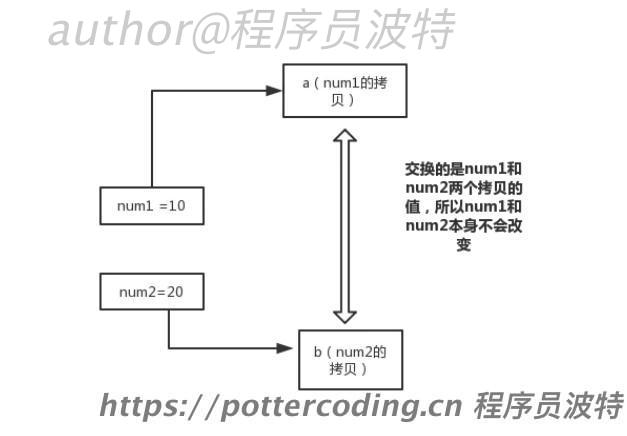 author@程序员波特
a（num1的拷
贝）
交换的是num1和
num2两个拷贝的
值，所以num1和
num2本身不会改
变
num1 =10
num2=20
b（num2的
拷贝）
https://pottercoding.cn 程序员波特